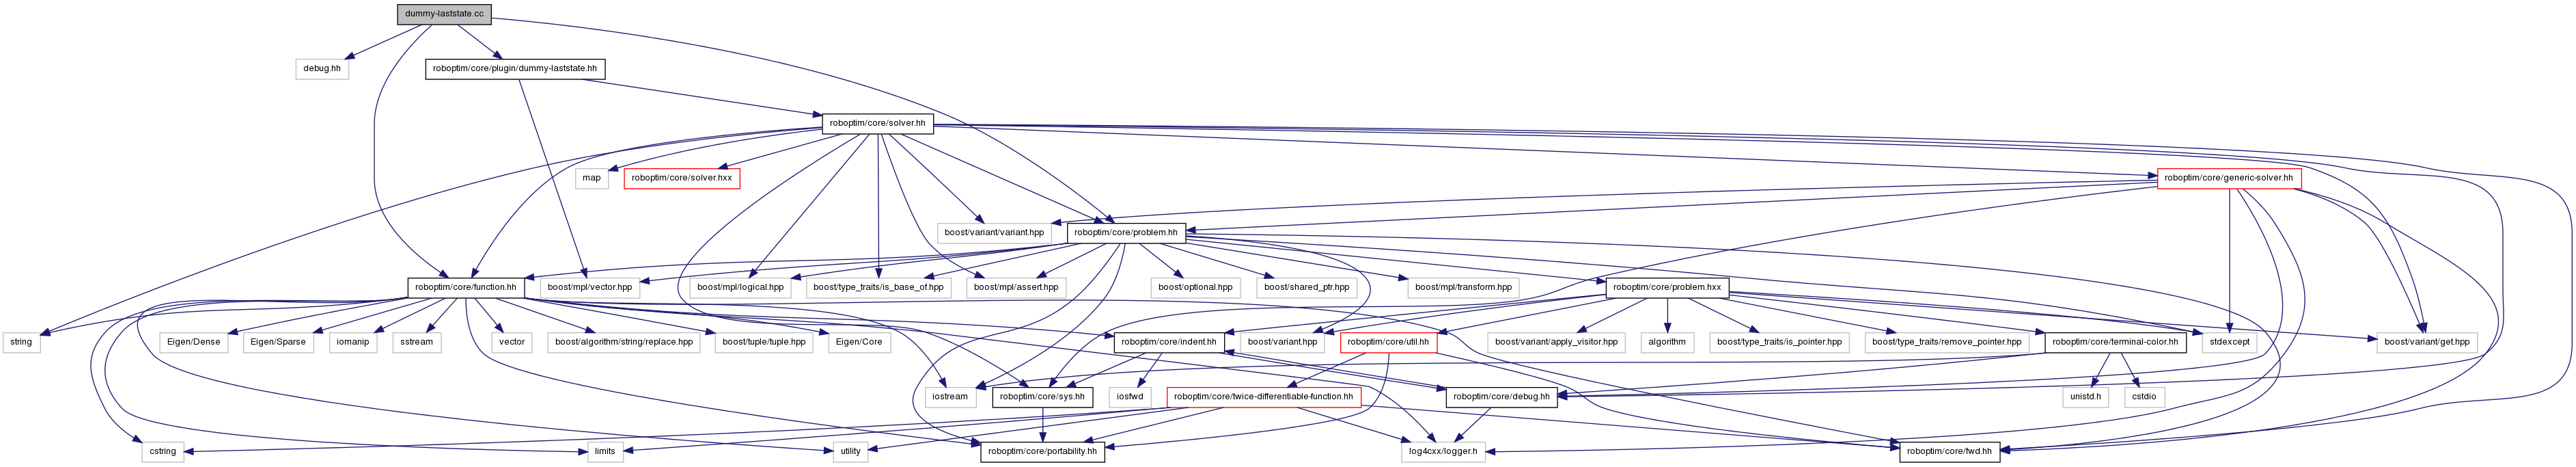 dummy-laststate.cc
debug.hh
roboptim/core/plugin/dummy-laststate.hh
roboptim/core/solver.hh
map
roboptim/core/solver.hxx
roboptim/core/generic-solver.hh
boost/variant/variant.hpp
roboptim/core/problem.hh
roboptim/core/function.hh
boost/mpl/vector.hpp
boost/mpl/logical.hpp
boost/type_traits/is_base_of.hpp
boost/mpl/assert.hpp
boost/optional.hpp
boost/shared_ptr.hpp
boost/mpl/transform.hpp
roboptim/core/problem.hxx
string
Eigen/Dense
Eigen/Sparse
iomanip
sstream
vector
boost/algorithm/string/replace.hpp
boost/tuple/tuple.hpp
Eigen/Core
roboptim/core/indent.hh
boost/variant.hpp
roboptim/core/util.hh
boost/variant/apply_visitor.hpp
algorithm
boost/type_traits/is_pointer.hpp
boost/type_traits/remove_pointer.hpp
roboptim/core/terminal-color.hh
stdexcept
boost/variant/get.hpp
iostream
roboptim/core/sys.hh
iosfwd
roboptim/core/twice-differentiable-function.hh
roboptim/core/debug.hh
unistd.h
cstdio
cstring
limits
utility
roboptim/core/portability.hh
log4cxx/logger.h
roboptim/core/fwd.hh